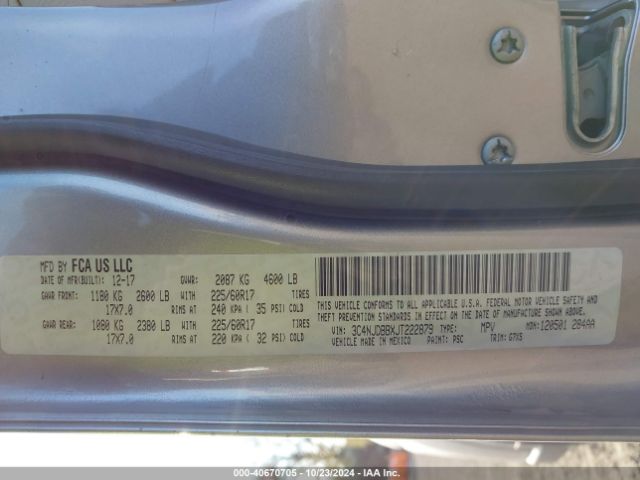 MFD BY FCA US LLC
DATE OF MFR(BUILT): 12-17 GVWR: 2087 KG 4600 LB
GAWR FRONT: 1180 KG 2600 LB WITH 225/60R17 TIRES
17X7.0 RIMS AT 240 KPA ( 35 PSI) COLD
GAWR REAR: 1080 KG 2380 LB WITH 225/60R17 TIRES
17X7.0 RIMS AT 220 KPA ( 32 PSI) COLD
THIS VEHICLE CONFORMS TO ALL APPLICABLE U.S.A. FEDERAL MOTOR VEHICLE SAFETY AND
THEFT PREVENTION STANDARDS IN EFFECT ON THE DATE OF MANUFACTURE SHOWN ABOVE.
VIN: 3C4NJDBBXJT222879 TYPE: MPV MDH: 120501 284AA
VEHICLE MADE IN MEXICO PAINT: PSC TRIM: G7X5
000-40670705 - 10/23/2024 - IAA Inc.